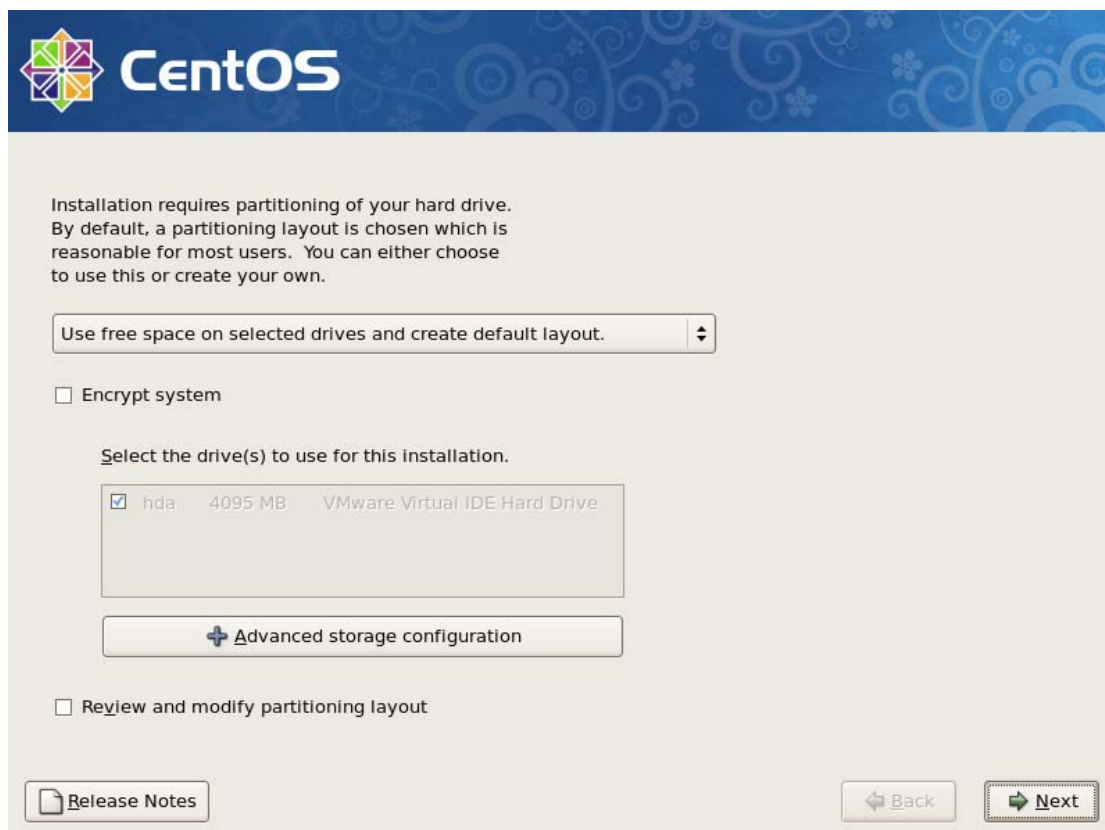 CentOS
Installation requires partitioning of your hard drive.
By default, a partitioning layout is chosen which is
reasonable for most users.  You can either choose
to use this or create your own.
Use free space on selected drives and create default layout.
Encrypt system
Select the drive(s) to use for this installation.
hda 4095 MB VMware Virtual IDE Hard Drive
Advanced storage configuration
Review and modify partitioning layout
Release Notes
Back
Next